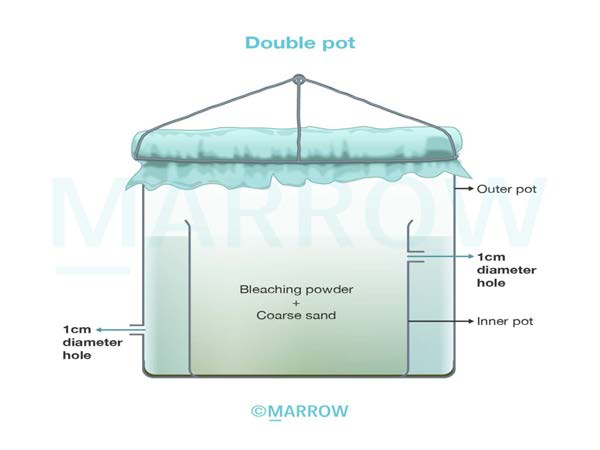 Double pot
MARROW
Outer pot
1cm
diameter
hole
Bleaching powder
+
Coarse sand
Inner pot
1cm
diameter
hole
©MARROW